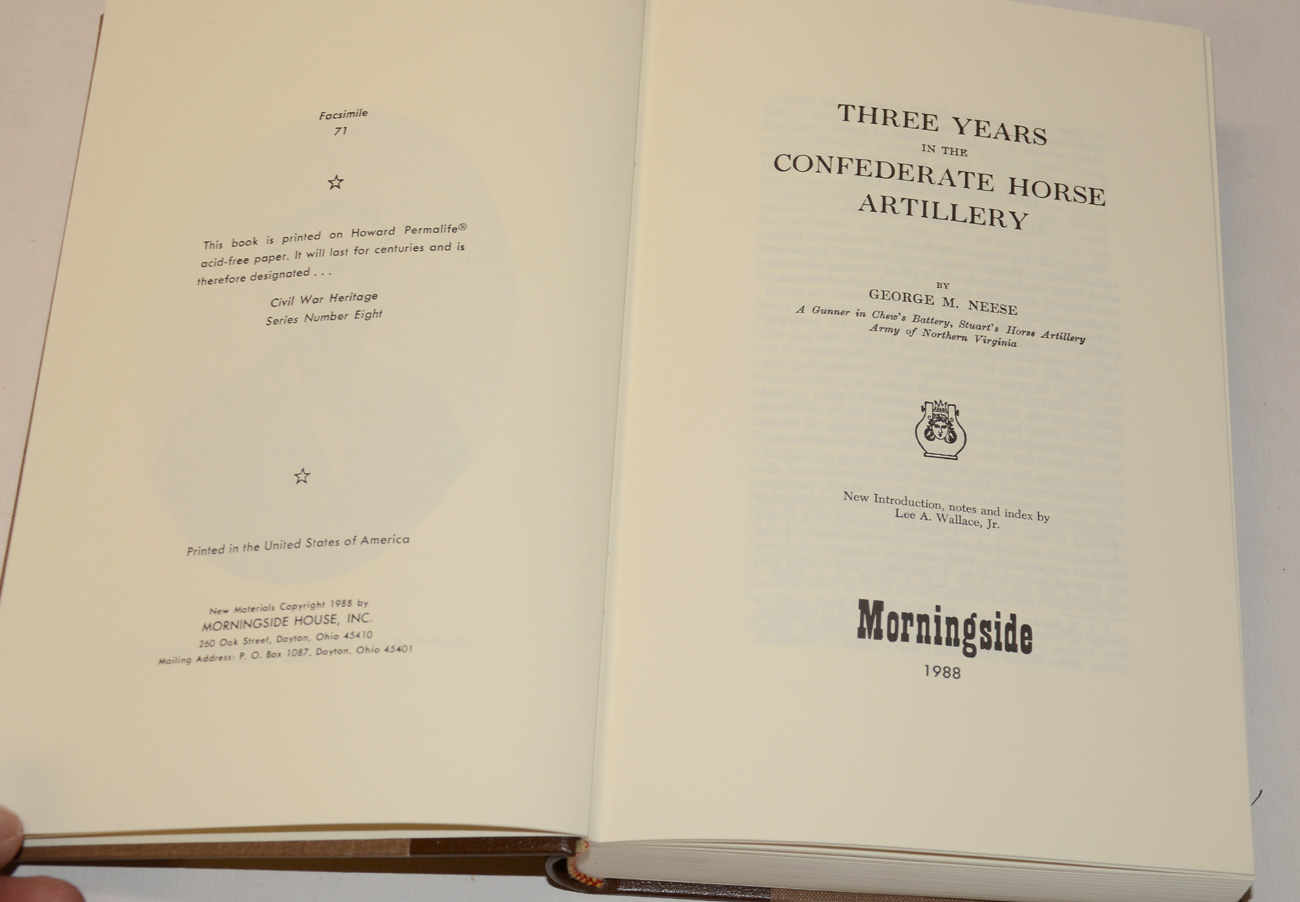 Facsimile
71
This book is printed on Howard Permalife®
acid-free paper. It will last for centuries and is
therefore designated . . .
Civil War Heritage
Series Number Eight
Printed in the United States of America
New Materials Copyright 1988 by
MORNINGSIDE HOUSE, INC.
260 Oak Street, Dayton, Ohio 45410
Mailing Address: P. O. Box 1087, Dayton, Ohio 45401
THREE YEARS
IN THE
CONFEDERATE HORSE
ARTILLERY
BY
GEORGE M. NEESE
A Gunner in Chew's Battery, Stuart's Horse Artillery
Army of Northern Virginia
New Introduction, notes and index by
Lee A. Wallace, Jr.
Morningside
1988